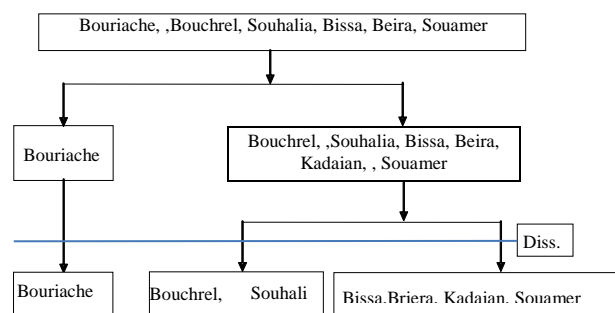 Bouriache, ,Bouchrel, Souhalia, Bissa, Beira, Souamer
Bouriache
Bouchrel, ,Souhalia, Bissa, Beira,
Kadaian, , Souamer
Diss.
Bouriache
Bouchrel, Souhali
Bissa,Briera, Kadaian, Souamer